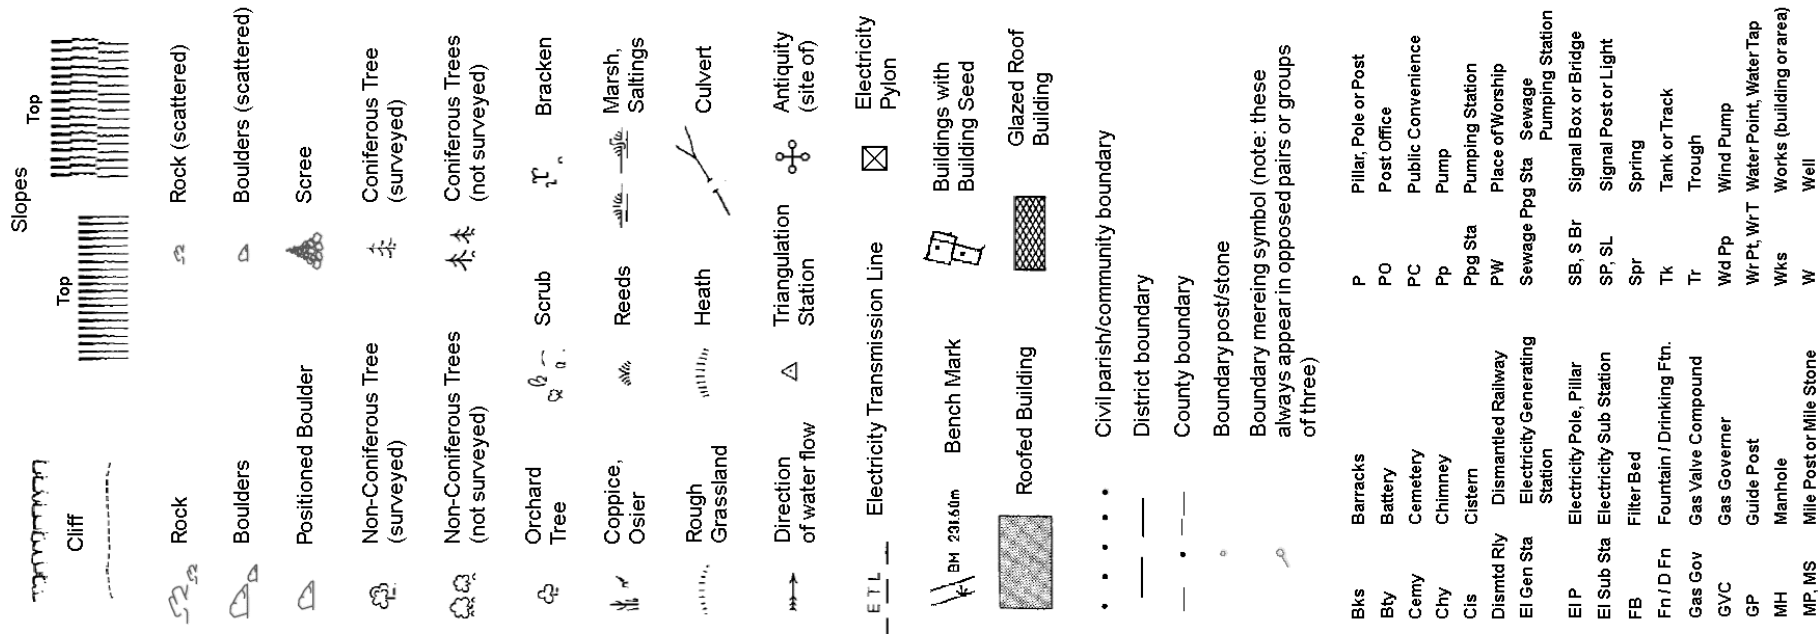 Cliff
Slopes
Top
Top
Rock
Rock (scattered)
Boulders
Boulders (scattered)
Positioned Boulder
Scree
Non-Coniferous Tree
(surveyed)
Coniferous Tree
(surveyed)
Non-Coniferous Trees
(not surveyed)
Coniferous Trees
(not surveyed)
Orchard
Tree
Scrub
Bracken
Coppice,
Osier
Reeds
Marsh,
Saltings
Rough
Grassland
Heath
Culvert
Direction
of water flow
Triangulation
Station
Antiquity
(site of)
E T L
Electricity Transmission Line
Electricity
Pylon
BM 231.60m
Bench Mark
Buildings with
Building Seed
Roofed Building
Glazed Roof
Building
Civil parish/community boundary
District boundary
County boundary
Boundary post/stone
Boundary mereing symbol (note: these
always appear in opposed pairs or groups
of three)
Bks Barracks
Bty Battery
Cemy Cemetery
Chy Chimney
Cis Cistern
Dismtd Rly Dismantled Railway
El Gen Sta Electricity Generating
Station
El P Electricity Pole, Pillar
El Sub Sta Electricity Sub Station
FB Filter Bed
Fn / D Fn Fountain / Drinking Ftn.
Gas Gov Gas Valve Compound
GVC Gas Governer
GP Guide Post
MH Manhole
MP, MS Mile Post or Mile Stone
P Pillar, Pole or Post
PO Post Office
PC Public Convenience
Pp Pump
Ppg Sta Pumping Station
PW Place of Worship
Sewage Ppg Sta Sewage
Pumping Station
SB, S Br Signal Box or Bridge
SP, SL Signal Post or Light
Spr Spring
Tk Tank or Track
Tr Trough
Wd Pp Wind Pump
Wr Pt, Wr T Water Point, Water Tap
Wks Works (building or area)
W Well